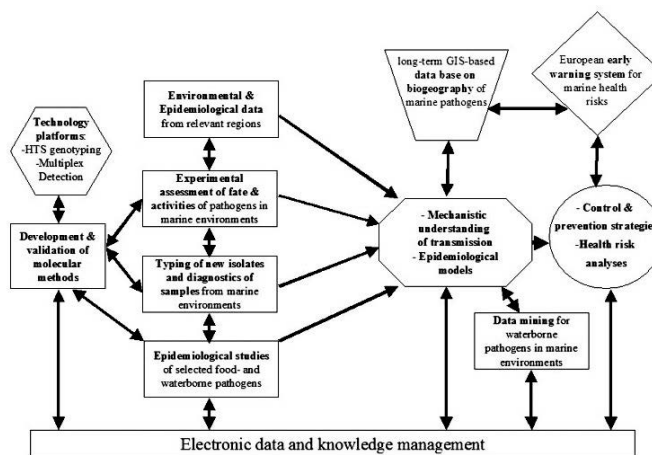 Technology
platforms:
-HTS genotyping
-Multiplex
Detection
Development &
validation of
molecular
methods
Environmental &
Epidemiological data
from relevant regions
Experimental
assessment of fate &
activities of pathogens in
marine environments
Typing of new isolates
and diagnostics of
samples from marine
environments
Epidemiological studies
of selected food- and
waterborne pathogens
long-term GIS-based
data base on
biogeography of
marine pathogens
European early
warning system for
marine health
risks
- Mechanistic
understanding
of transmission
- Epidemiological
models
- Control &
prevention strategie
-Health risk
analyses
Data mining for
waterborne
pathogens in marine
environments
Electronic data and knowledge management